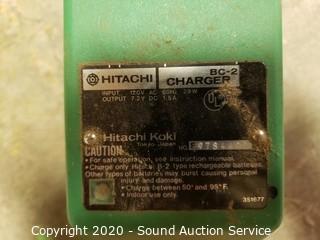 HITACHI
BC-2
CHARGER
INPUT 120V AC 60Hz 29W
OUTPUT 7.2V DC 1.5A
Hitachi Koki
Tokyo Japan
NO.
CAUTION
• For safe operation, see instruction manual.
• Charge only Hitachi B-2 type rechargeable batteries.
Other types of batteries may burst causing personal
injury and damage.
• Charge between 50° and 95°F.
• Indoor use only.
3S1677
Copyright 2020 - Sound Auction Service